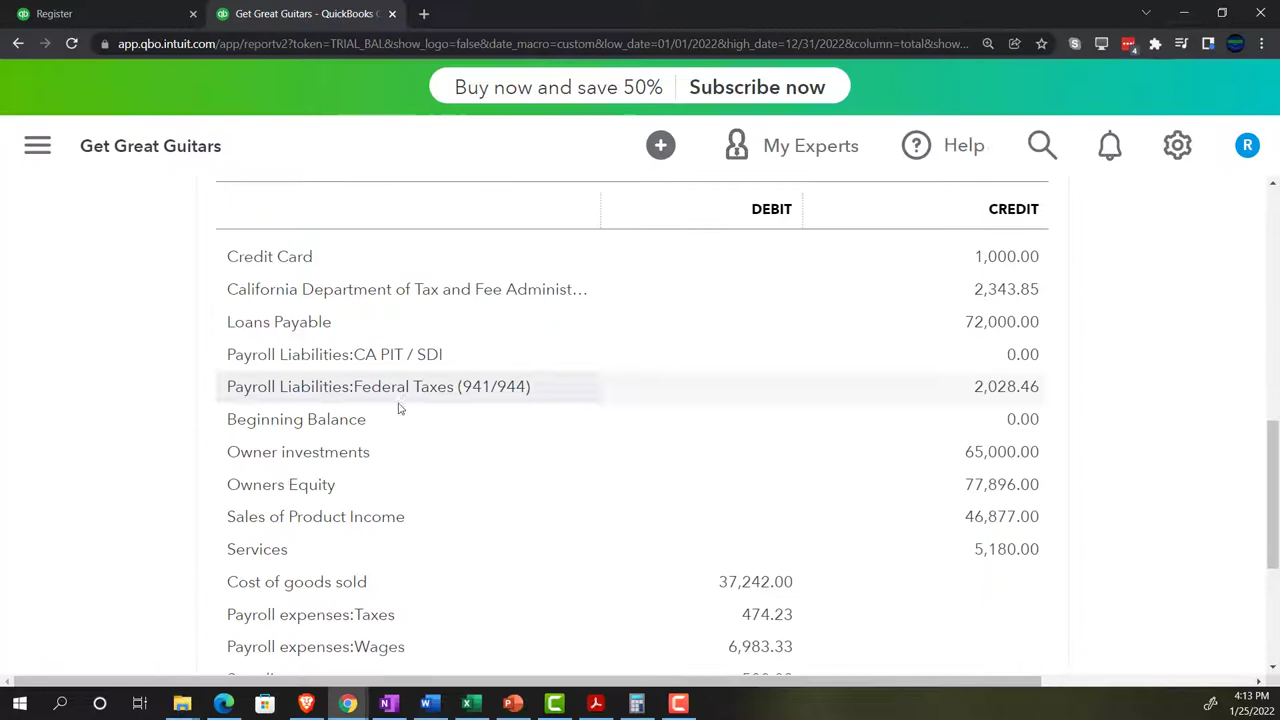 Register
Get Great Guitars - QuickBooks
app.qbo.intuit.com/app/reportv2?token=TRIAL_BAL&show_logo=false&date_macro=custom&low_date=01/01/2022&high_date=12/31/2022&column=total&show...
4
Buy now and save 50% Subscribe now
Get Great Guitars My Experts Help R
DEBIT CREDIT
Credit Card 1,000.00
California Department of Tax and Fee Administ... 2,343.85
Loans Payable 72,000.00
Payroll Liabilities:CA PIT / SDI 0.00
Payroll Liabilities:Federal Taxes (941/944) 2,028.46
Beginning Balance 0.00
Owner investments 65,000.00
Owners Equity 77,896.00
Sales of Product Income 46,877.00
Services 5,180.00
Cost of goods sold 37,242.00
Payroll expenses:Taxes 474.23
Payroll expenses:Wages 6,983.33
4:13 PM
1/25/2022